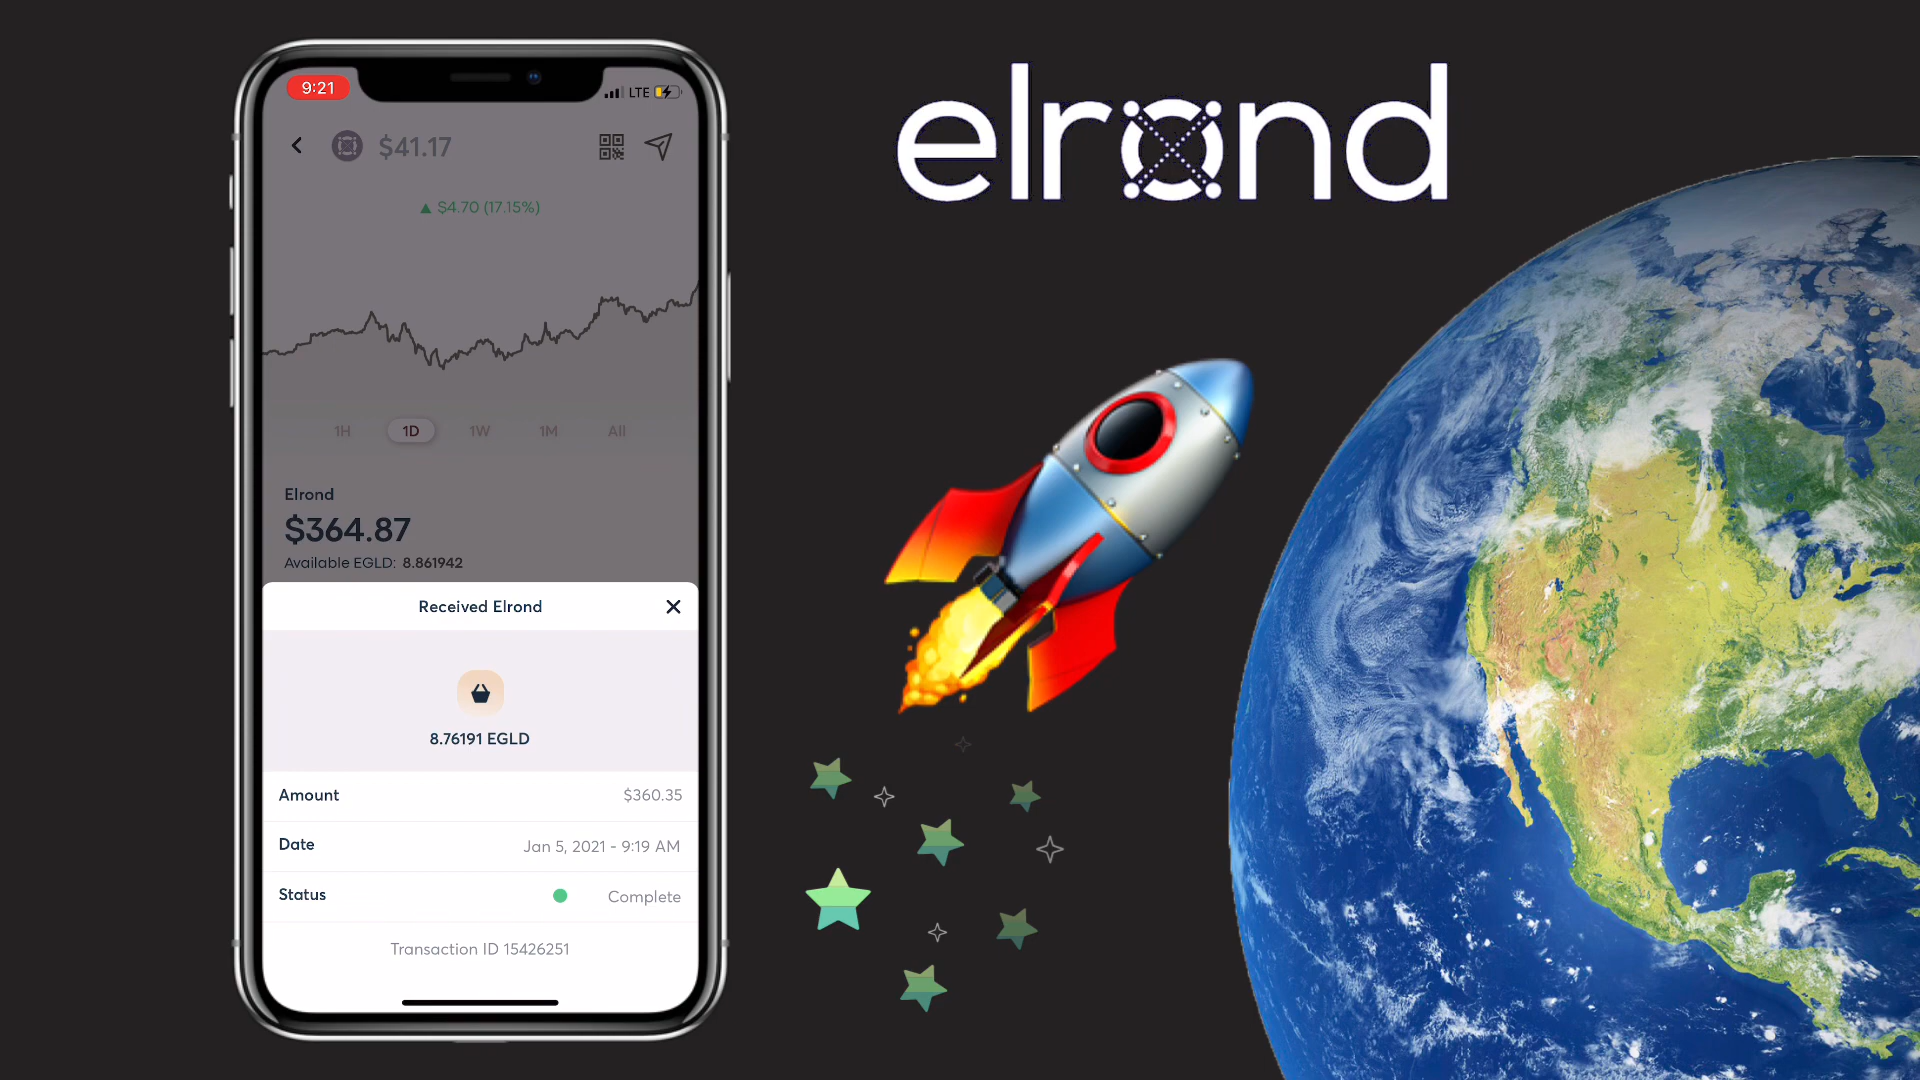 9:21
LTE
$41.17
▲ $4.70 (17.15%)
1H 1D 1W 1M All
Elrond
$364.87
Available EGLD: 8.861942
Received Elrond
8.76191 EGLD
Amount $360.35
Date Jan 5, 2021 - 9:19 AM
Status Complete
Transaction ID 15426251
elrond